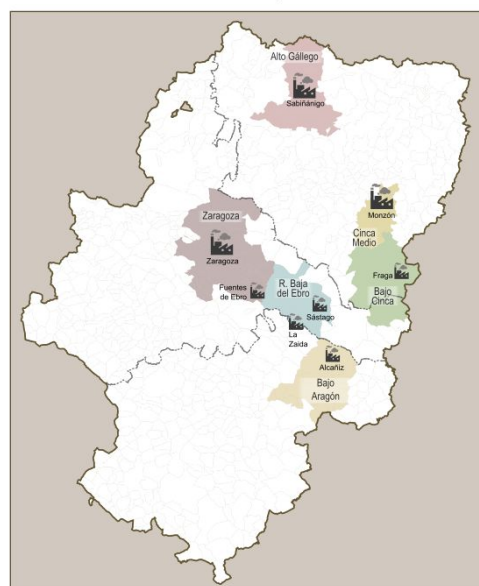 Alto Gállego
Sabiñánigo
Monzón
Cinca
Medio
Zaragoza
Zaragoza
Fraga
Bajo
Cinca
Fuentes
de Ebro
R. Baja
del Ebro
Sástago
La
Zaida
Alcañiz
Bajo
Aragón